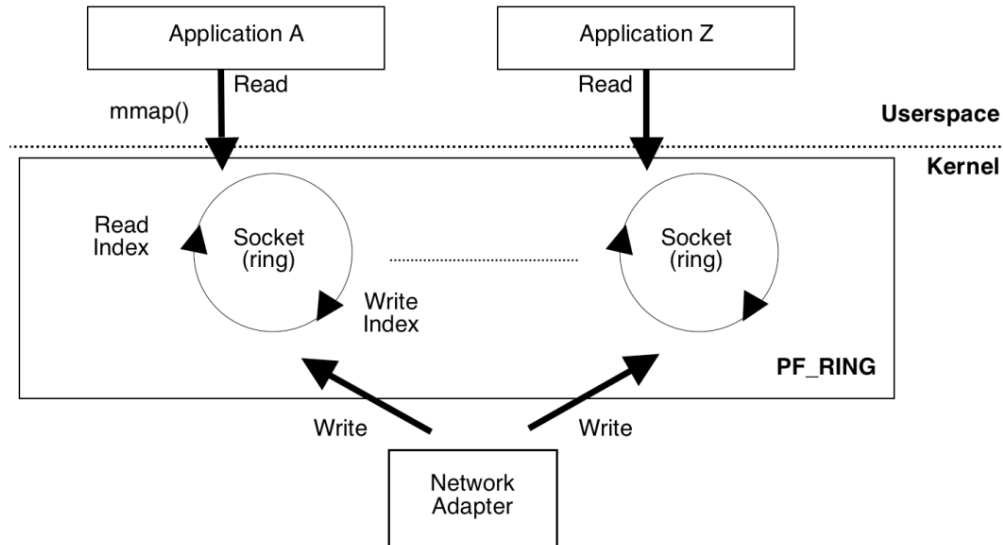 Application A
Application Z
Read
Read
mmap()
Userspace
Kernel
Read
Index
Socket
(ring)
Socket
(ring)
Write
Index
PF_RING
Write
Write
Network
Adapter